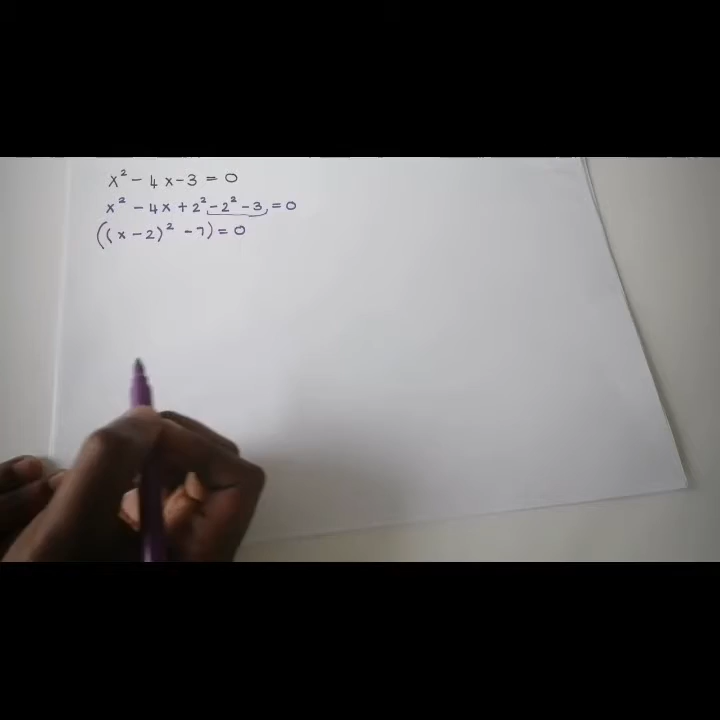 x² - 4x - 3 = 0
x² - 4x + 2² - 2² - 3 = 0
((x - 2)² - 7) = 0